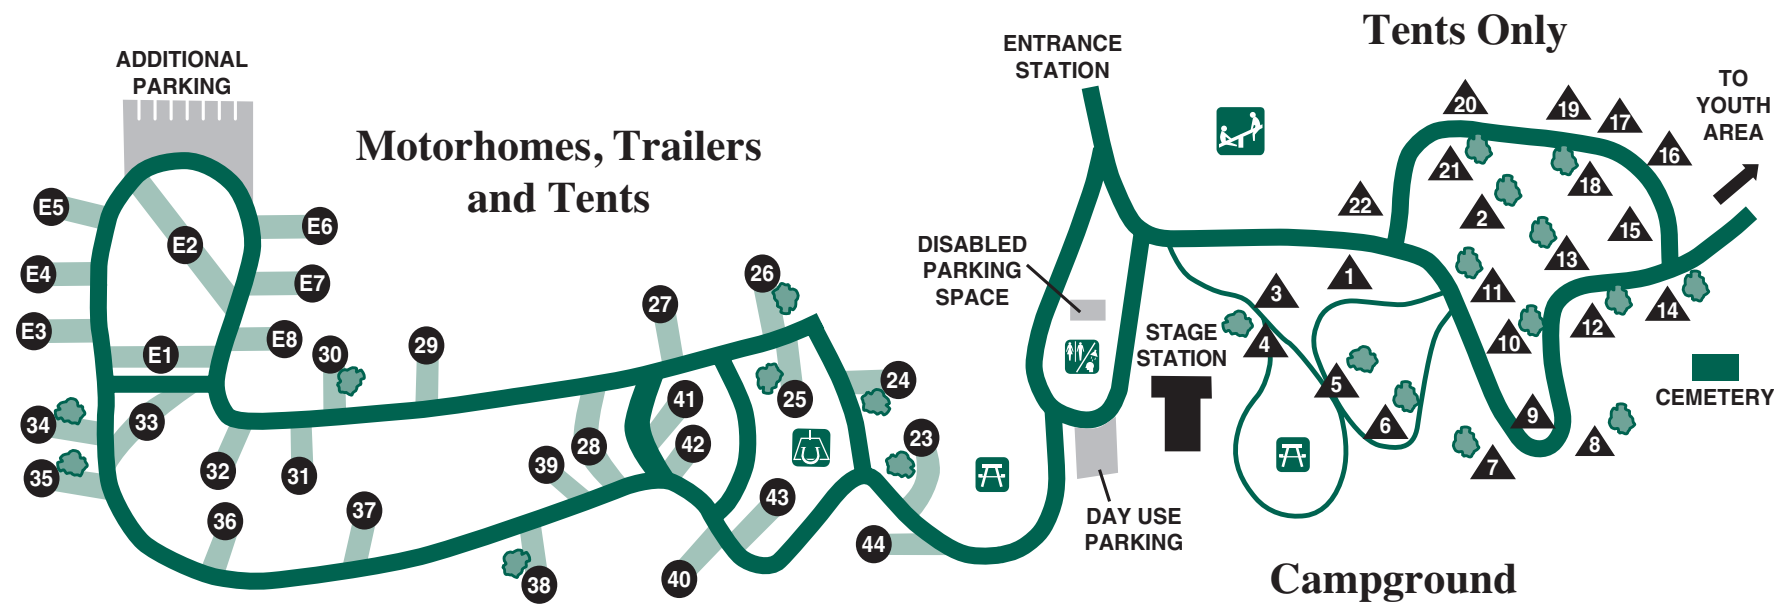 Tents Only
ENTRANCE
STATION
ADDITIONAL
PARKING
TO
YOUTH
AREA
Motorhomes, Trailers
and Tents
DISABLED
PARKING
SPACE
STAGE
STATION
CEMETERY
DAY USE
PARKING
Campground
E5
E6
E2
E4
E7
E3
E1
E8
30
29
27
26
25
24
23
34
33
35
32
31
36
37
39
28
41
42
43
38
40
44
20
19
17
16
21
18
22
2
15
13
1
3
11
14
12
10
4
5
6
9
8
7